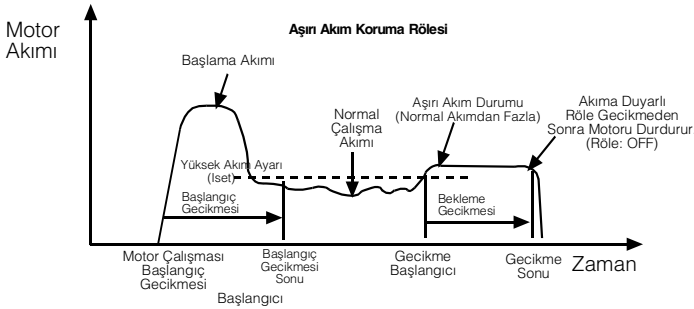 Motor
Akımı
Aşırı Akım Koruma Rölesi
Başlama Akımı
Normal
Çalışma
Akımı
Aşırı Akım Durumu
(Normal Akımdan Fazla)
Akıma Duyarlı
Röle Gecikmeden
Sonra Motoru Durdurur
(Röle: OFF)
Yüksek Akım Ayarı
(Iset)
Başlangıç
Gecikmesi
Bekleme
Gecikmesi
Motor Çalışması
Başlangıç
Gecikmesi
Başlangıcı
Başlangıç
Gecikmesi
Sonu
Gecikme
Başlangıcı
Gecikme
Sonu
Zaman